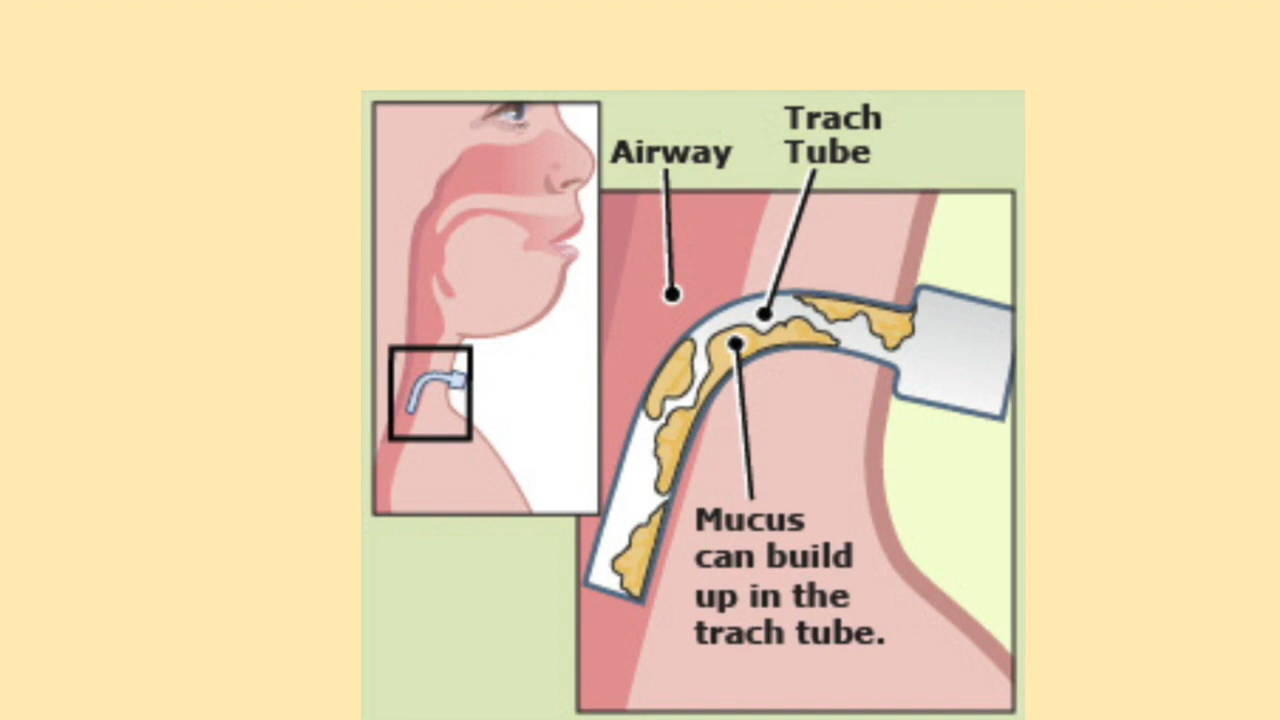 Airway
Trach
Tube
Mucus
can build
up in the
trach tube.